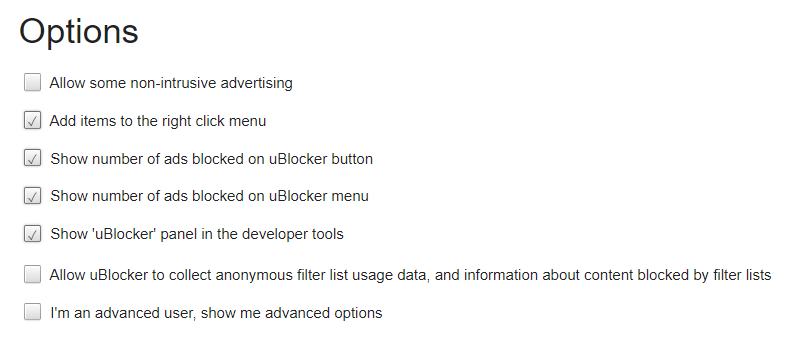 Options
Allow some non-intrusive advertising
Add items to the right click menu
Show number of ads blocked on uBlocker button
Show number of ads blocked on uBlocker menu
Show 'uBlocker' panel in the developer tools
Allow uBlocker to collect anonymous filter list usage data, and information about content blocked by filter lists
I'm an advanced user, show me advanced options